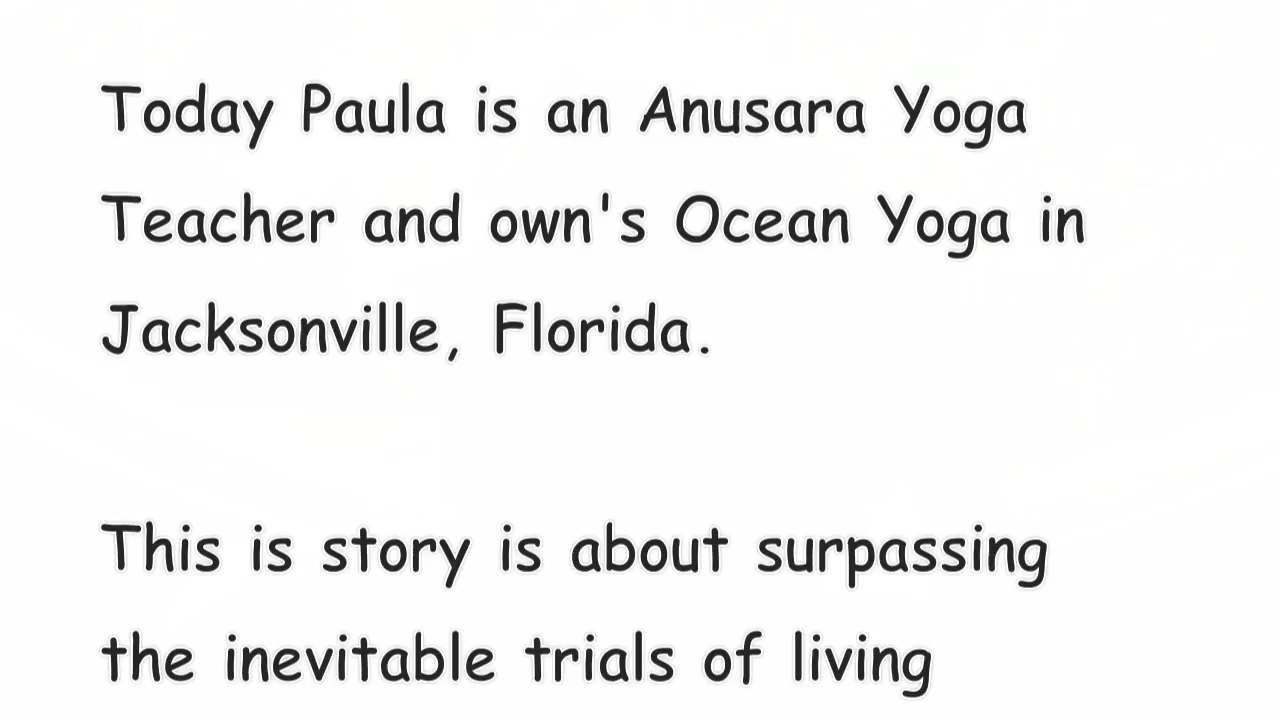 Today Paula is an Anusara Yoga
Teacher and own's Ocean Yoga in
Jacksonville, Florida.
This is story is about surpassing
the inevitable trials of living